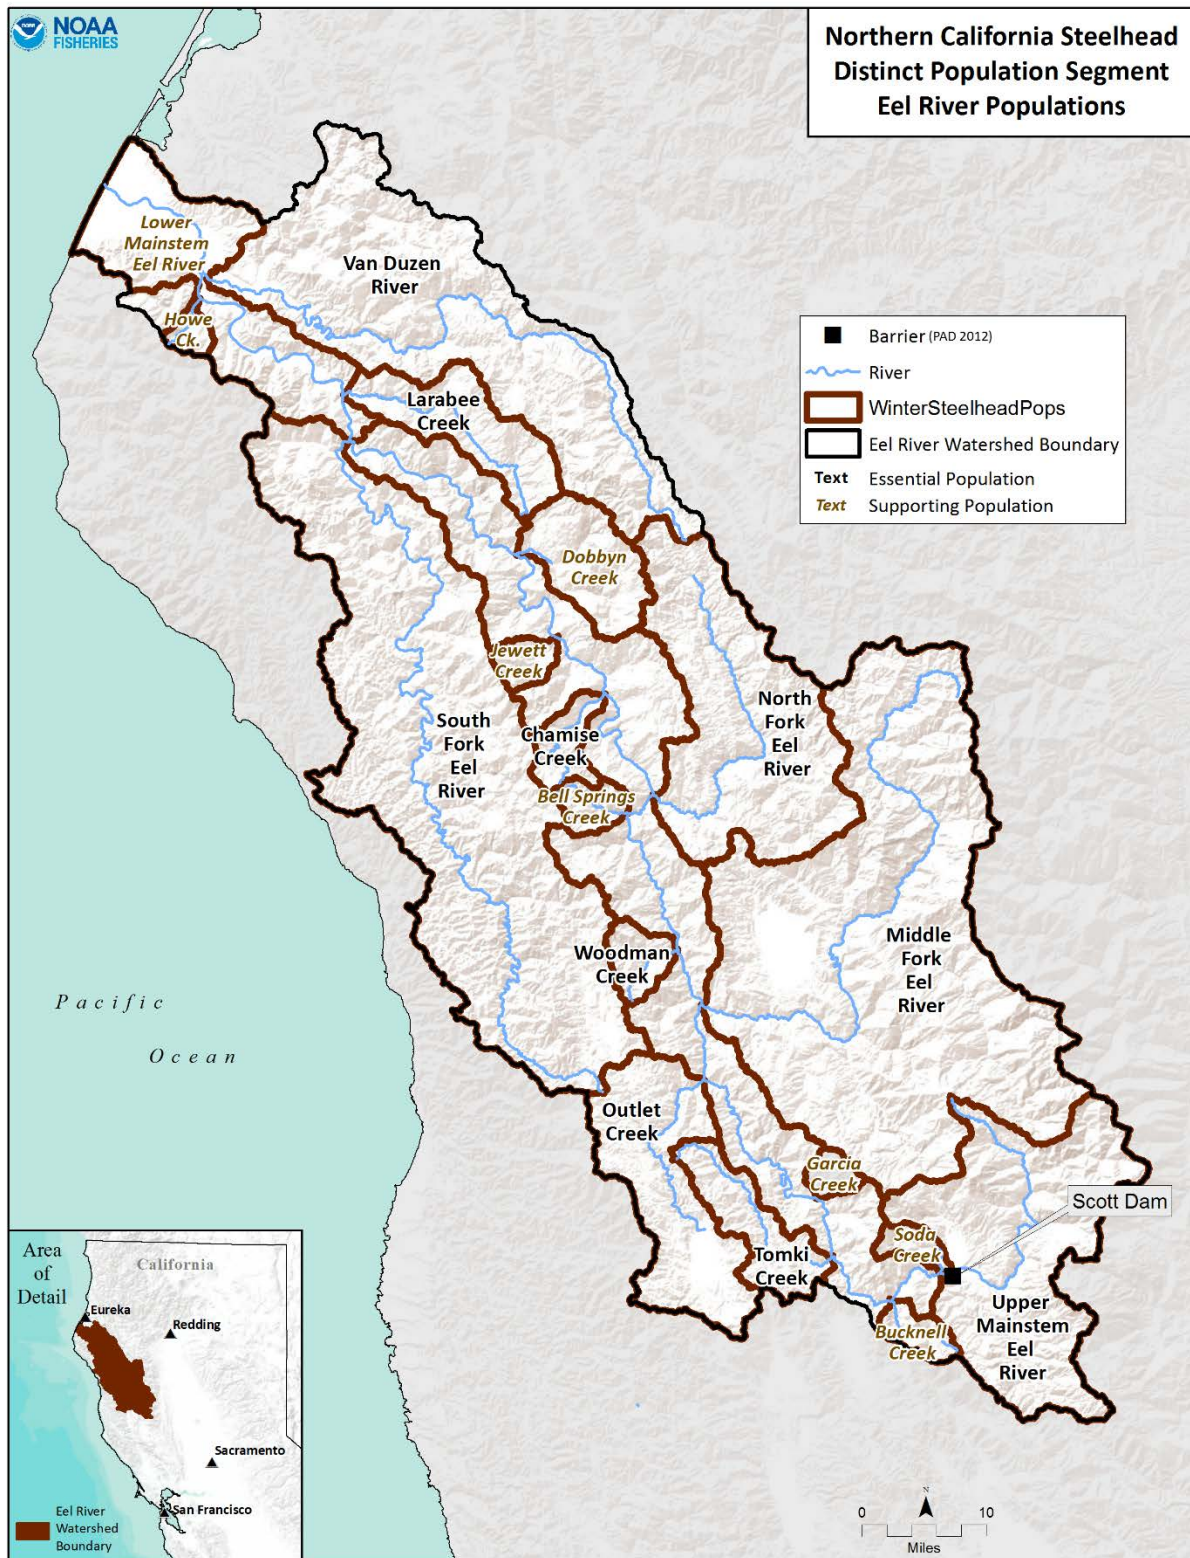 NOAA
FISHERIES
Northern California Steelhead
Distinct Population Segment
Eel River Populations
Lower
Mainstem
Eel River
Van Duzen
River
Howe
Ck.
Barrier (PAD 2012)
River
WinterSteelheadPops
Eel River Watershed Boundary
Text Essential Population
Text Supporting Population
Larabee
Creek
Dobbyn
Creek
Jewett
Creek
South
Fork
Eel
River
Chamise
Creek
North
Fork
Eel
River
Bell Springs
Creek
Woodman
Creek
Middle
Fork
Eel
River
Pacific
Ocean
Outlet
Creek
Garcia
Creek
Scott Dam
Soda
Creek
Tomki
Creek
Upper
Mainstem
Eel
River
Bucknell
Creek
Area
of
Detail
California
Eureka
Redding
Sacramento
San Francisco
Eel River
Watershed
Boundary
N
0 10
Miles